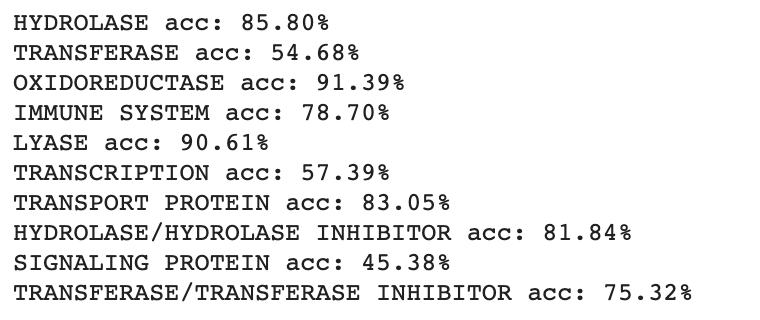 HYDROLASE acc: 85.80%
TRANSFERASE acc: 54.68%
OXIDOREDUCTASE acc: 91.39%
IMMUNE SYSTEM acc: 78.70%
LYASE acc: 90.61%
TRANSCRIPTION acc: 57.39%
TRANSPORT PROTEIN acc: 83.05%
HYDROLASE/HYDROLASE INHIBITOR acc: 81.84%
SIGNALING PROTEIN acc: 45.38%
TRANSFERASE/TRANSFERASE INHIBITOR acc: 75.32%